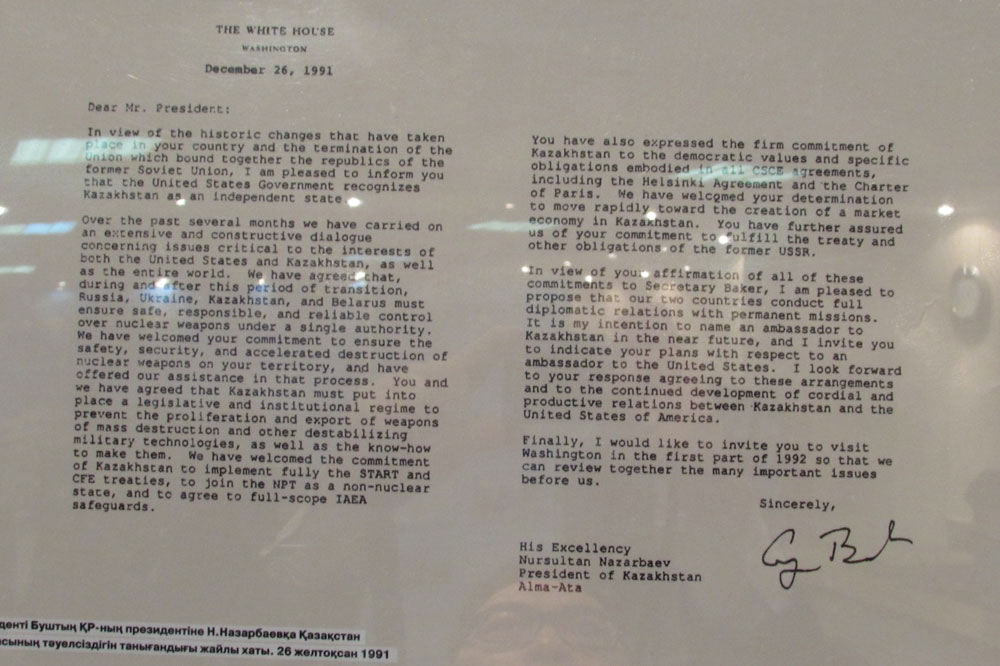 THE WHITE HOUSE
WASHINGTON
December 26, 1991
Dear Mr. President:
In view of the historic changes that have taken
place in your country and the termination of the
Union which bound together the republics of the
former Soviet Union, I am pleased to inform you
that the United States Government recognizes
Kazakhstan as an independent state.
Over the past several months we have carried on
an extensive and constructive dialogue
concerning issues critical to the interests of
both the United States and Kazakhstan, as well
as the entire world. We have agreed that,
during and after this period of transition,
Russia, Ukraine, Kazakhstan, and Belarus must
ensure safe, responsible, and reliable control
over nuclear weapons under a single authority.
We have welcomed your commitment to ensure the
safety, security, and accelerated destruction of
nuclear weapons on your territory, and have
offered our assistance in that process. You and
we have agreed that Kazakhstan must put into
place a legislative and institutional regime to
prevent the proliferation and export of weapons
of mass destruction and other destabilizing
military technologies, as well as the know-how
to make them. We have welcomed the commitment
of Kazakhstan to implement fully the START and
CFE treaties, to join the NPT as a non-nuclear
state, and to agree to full-scope IAEA
safeguards.
You have also expressed the firm commitment of
Kazakhstan to the democratic values and specific
obligations embodied in all CSCE agreements,
including the Helsinki Agreement and the Charter
of Paris. We have welcomed your determination
to move rapidly toward the creation of a market
economy in Kazakhstan. You have further assured
us of your commitment to fulfill the treaty and
other obligations of the former USSR.
In view of your affirmation of all of these
commitments to Secretary Baker, I am pleased to
propose that our two countries conduct full
diplomatic relations with permanent missions.
It is my intention to name an ambassador to
Kazakhstan in the near future, and I invite you
to indicate your plans with respect to an
ambassador to the United States. I look forward
to your response agreeing to these arrangements
and to the continued development of cordial and
productive relations between Kazakhstan and the
United States of America.
Finally, I would like to invite you to visit
Washington in the first part of 1992 so that we
can review together the many important issues
before us.
Sincerely,
G Bush
His Excellency
Nursultan Nazarbaev
President of Kazakhstan
Alma-Ata
денті Буштың ҚР-ның президентіне Н.Назарбаевқа Қазақстан
сының тәуелсіздігін танығандығы жайлы хаты. 26 желтоқсан 1991